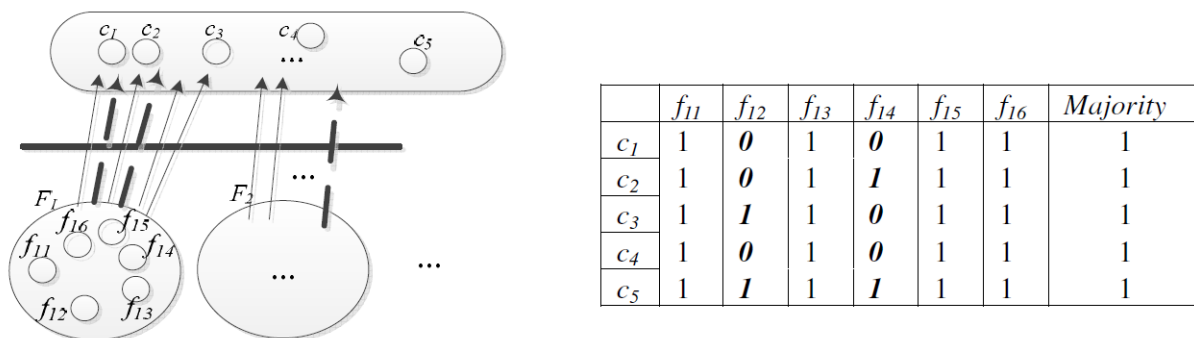 c1 c2 c3 c4 c5
...
...
F1 F2
f16 f15
f11 f14
f12 f13
... ...
f11 f12 f13 f14 f15 f16 Majority
c1 1 0 1 0 1 1 1
c2 1 0 1 1 1 1 1
c3 1 1 1 0 1 1 1
c4 1 0 1 0 1 1 1
c5 1 1 1 1 1 1 1